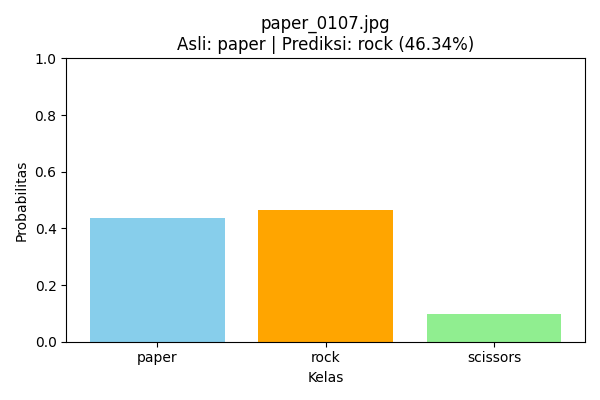 paper_0107.jpg
Asli: paper | Prediksi: rock (46.34%)
1.0
0.8
0.6
0.4
0.2
0.0
Probabilitas
paper rock scissors
Kelas